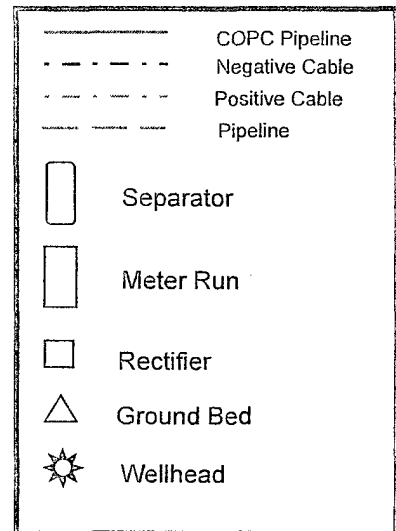 COPC Pipeline
Negative Cable
Positive Cable
Pipeline
Separator
Meter Run
Rectifier
Ground Bed
Wellhead